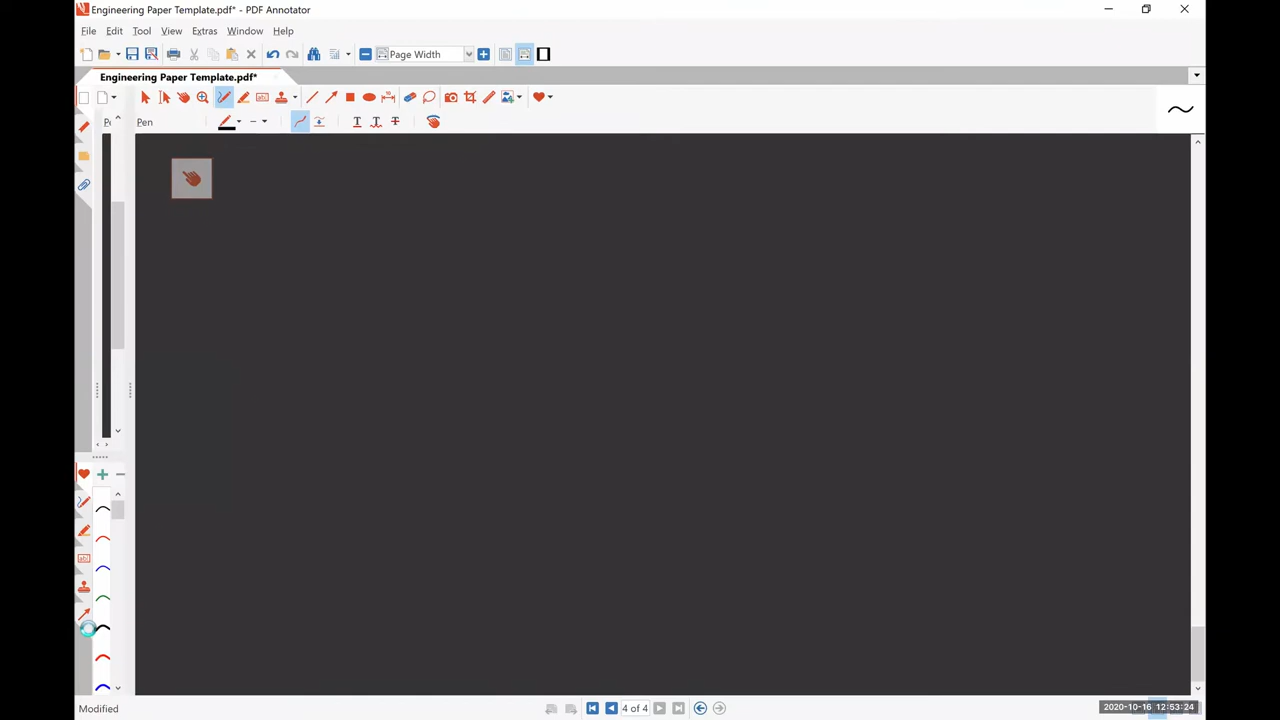 Engineering Paper Template.pdf* - PDF Annotator
File Edit Tool View Extras Window Help
Page Width
Engineering Paper Template.pdf*
Pen
Modified
4 of 4
2020-10-16 12:53:24